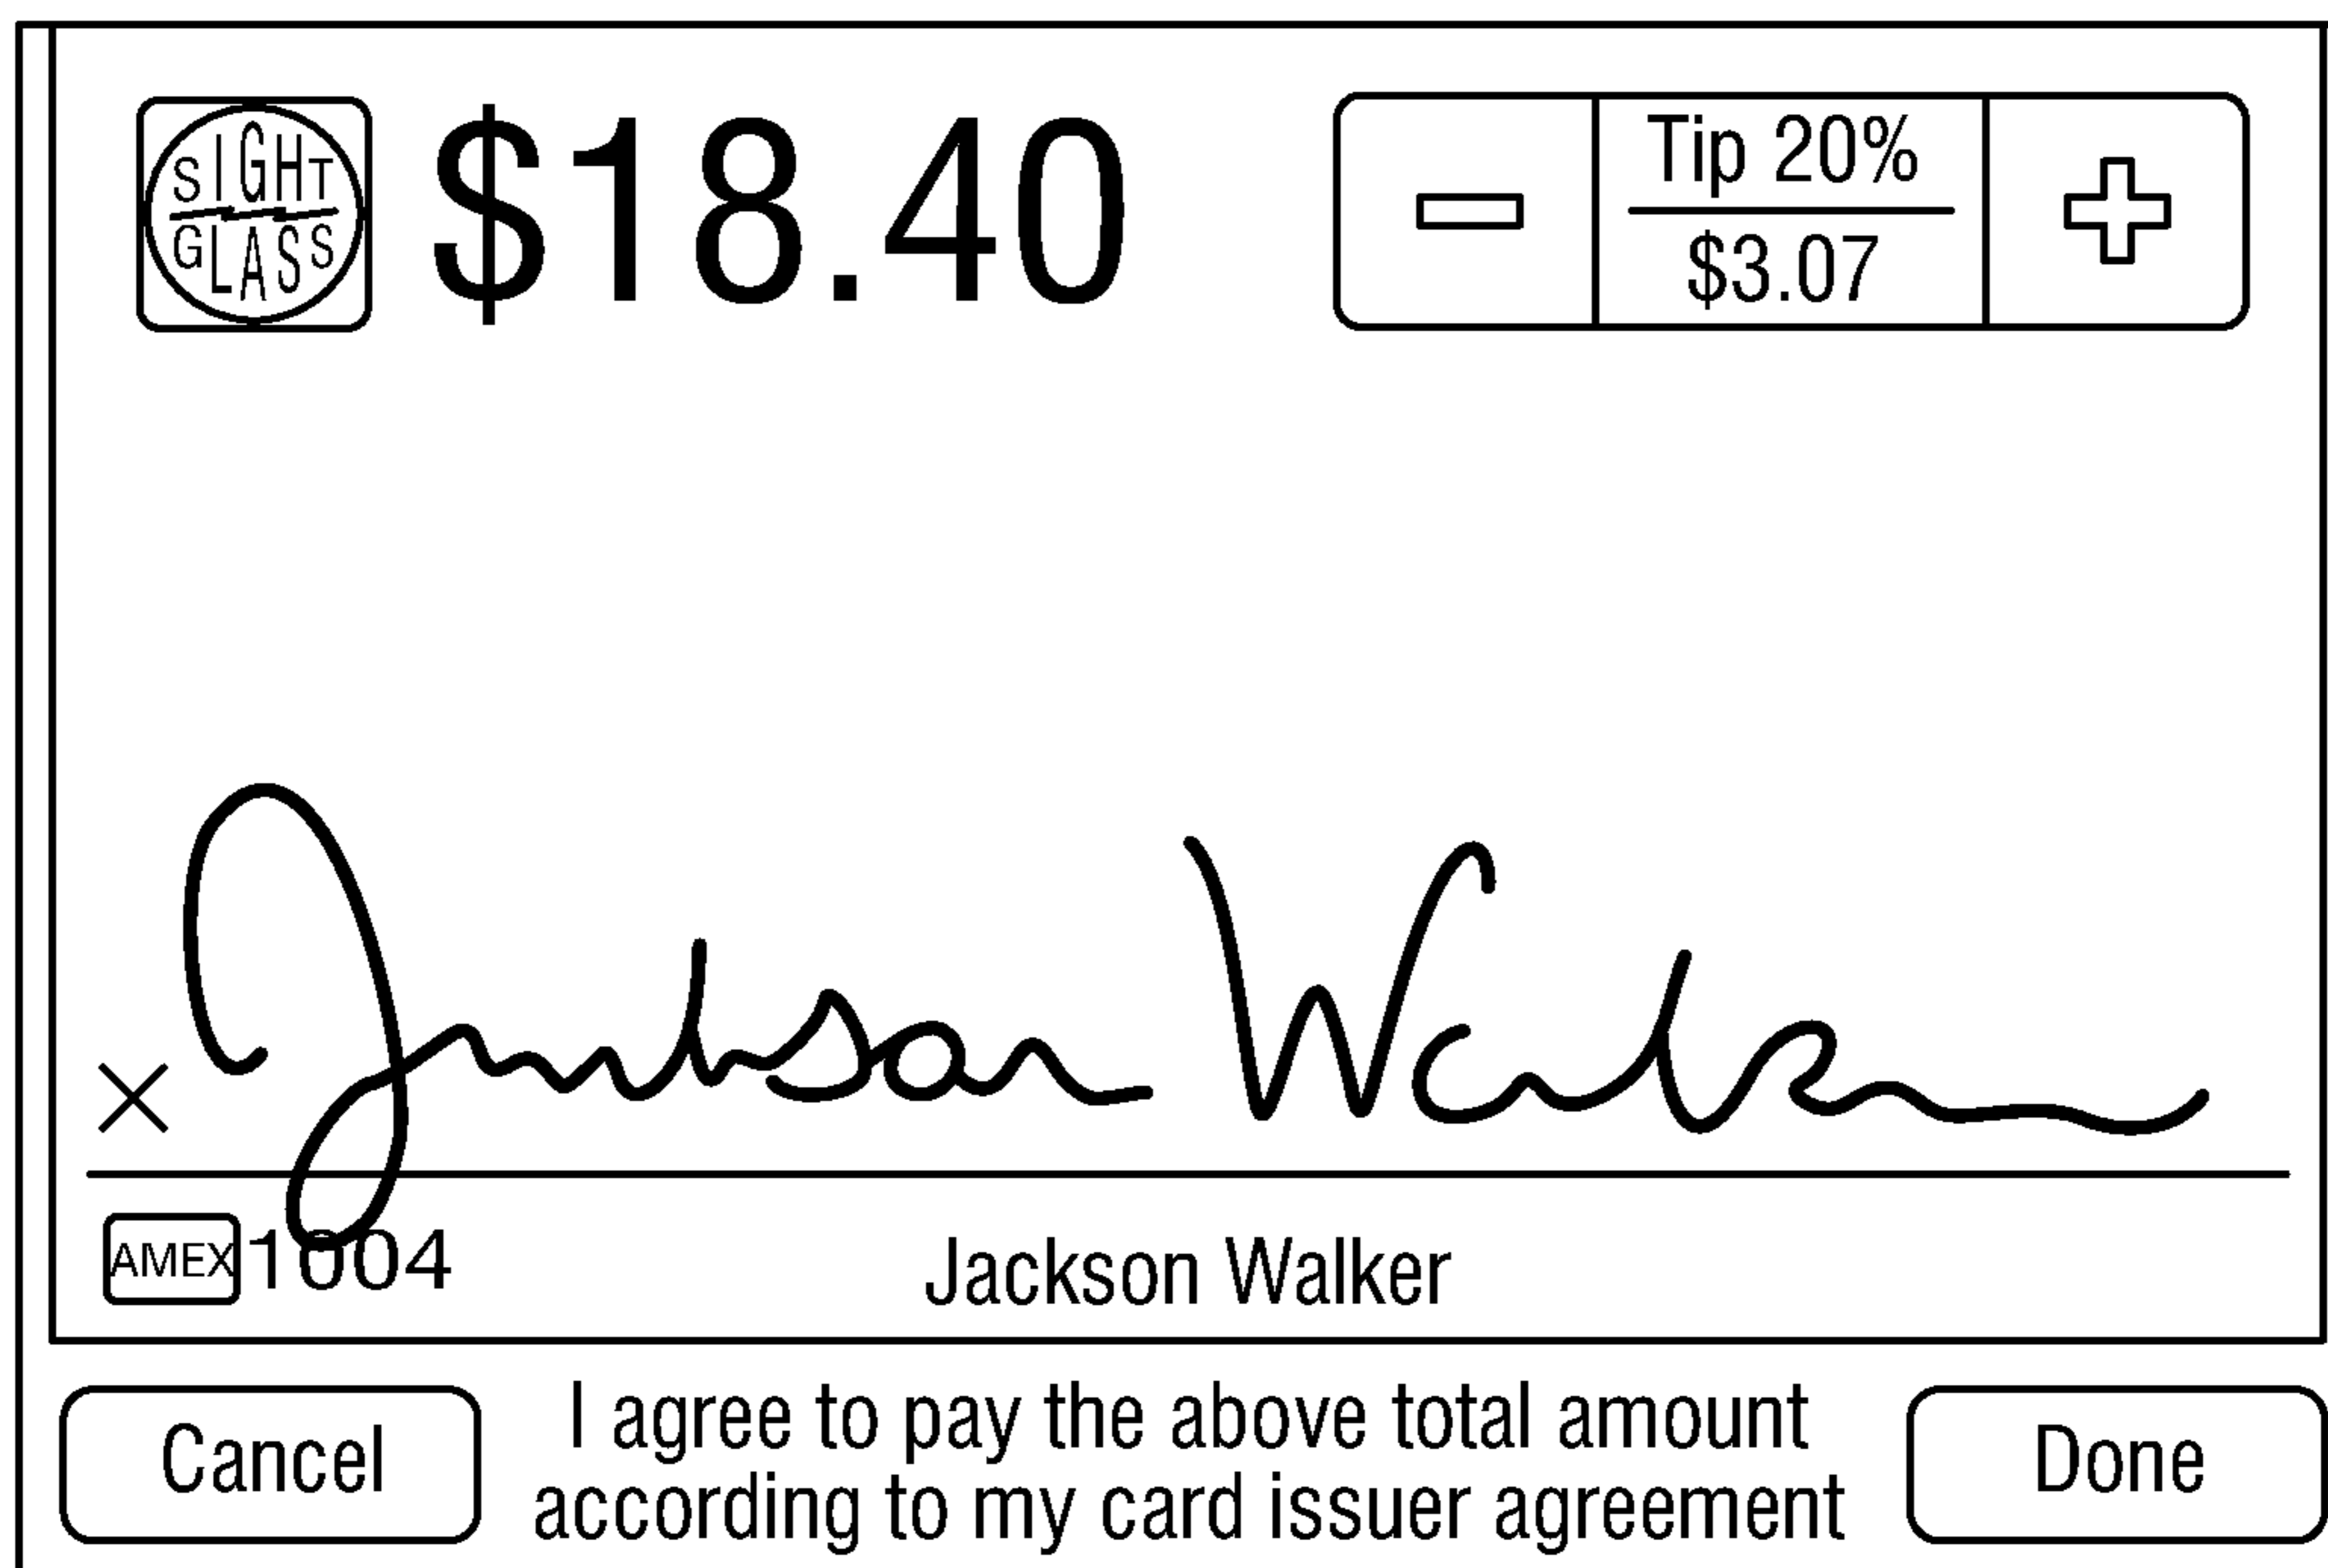 SIGHT
GLASS
$18.40
Tip 20%
$3.07
Jackson Walker
AMEX 1004
Jackson Walker
I agree to pay the above total amount
according to my card issuer agreement
Cancel
Done